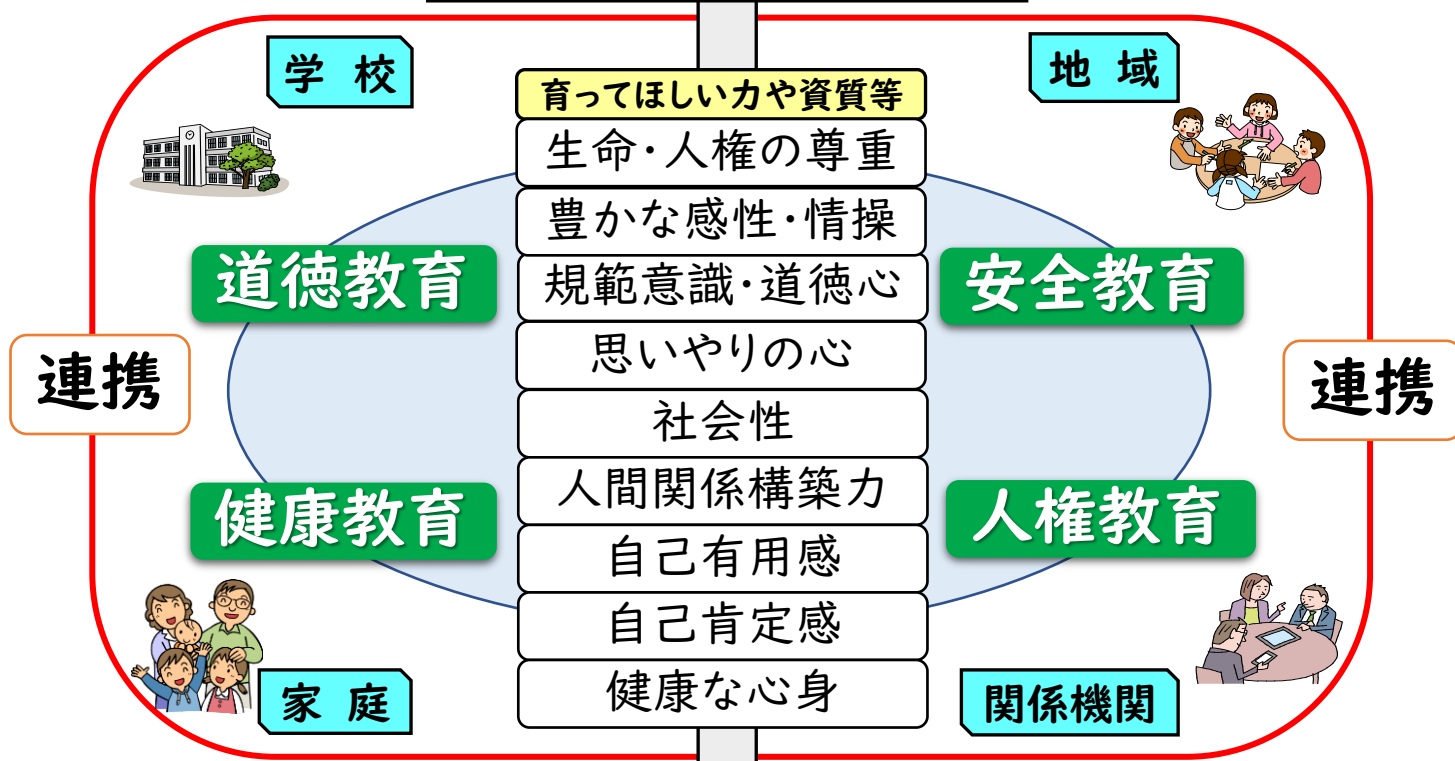 学校
地域
育ってほしい力や資質等
生命・人権の尊重
豊かな感性・情操
規範意識・道徳心
思いやりの心
社会性
人間関係構築力
自己有用感
自己肯定感
健康な心身
道徳教育
安全教育
連携
連携
健康教育
人権教育
家庭
関係機関